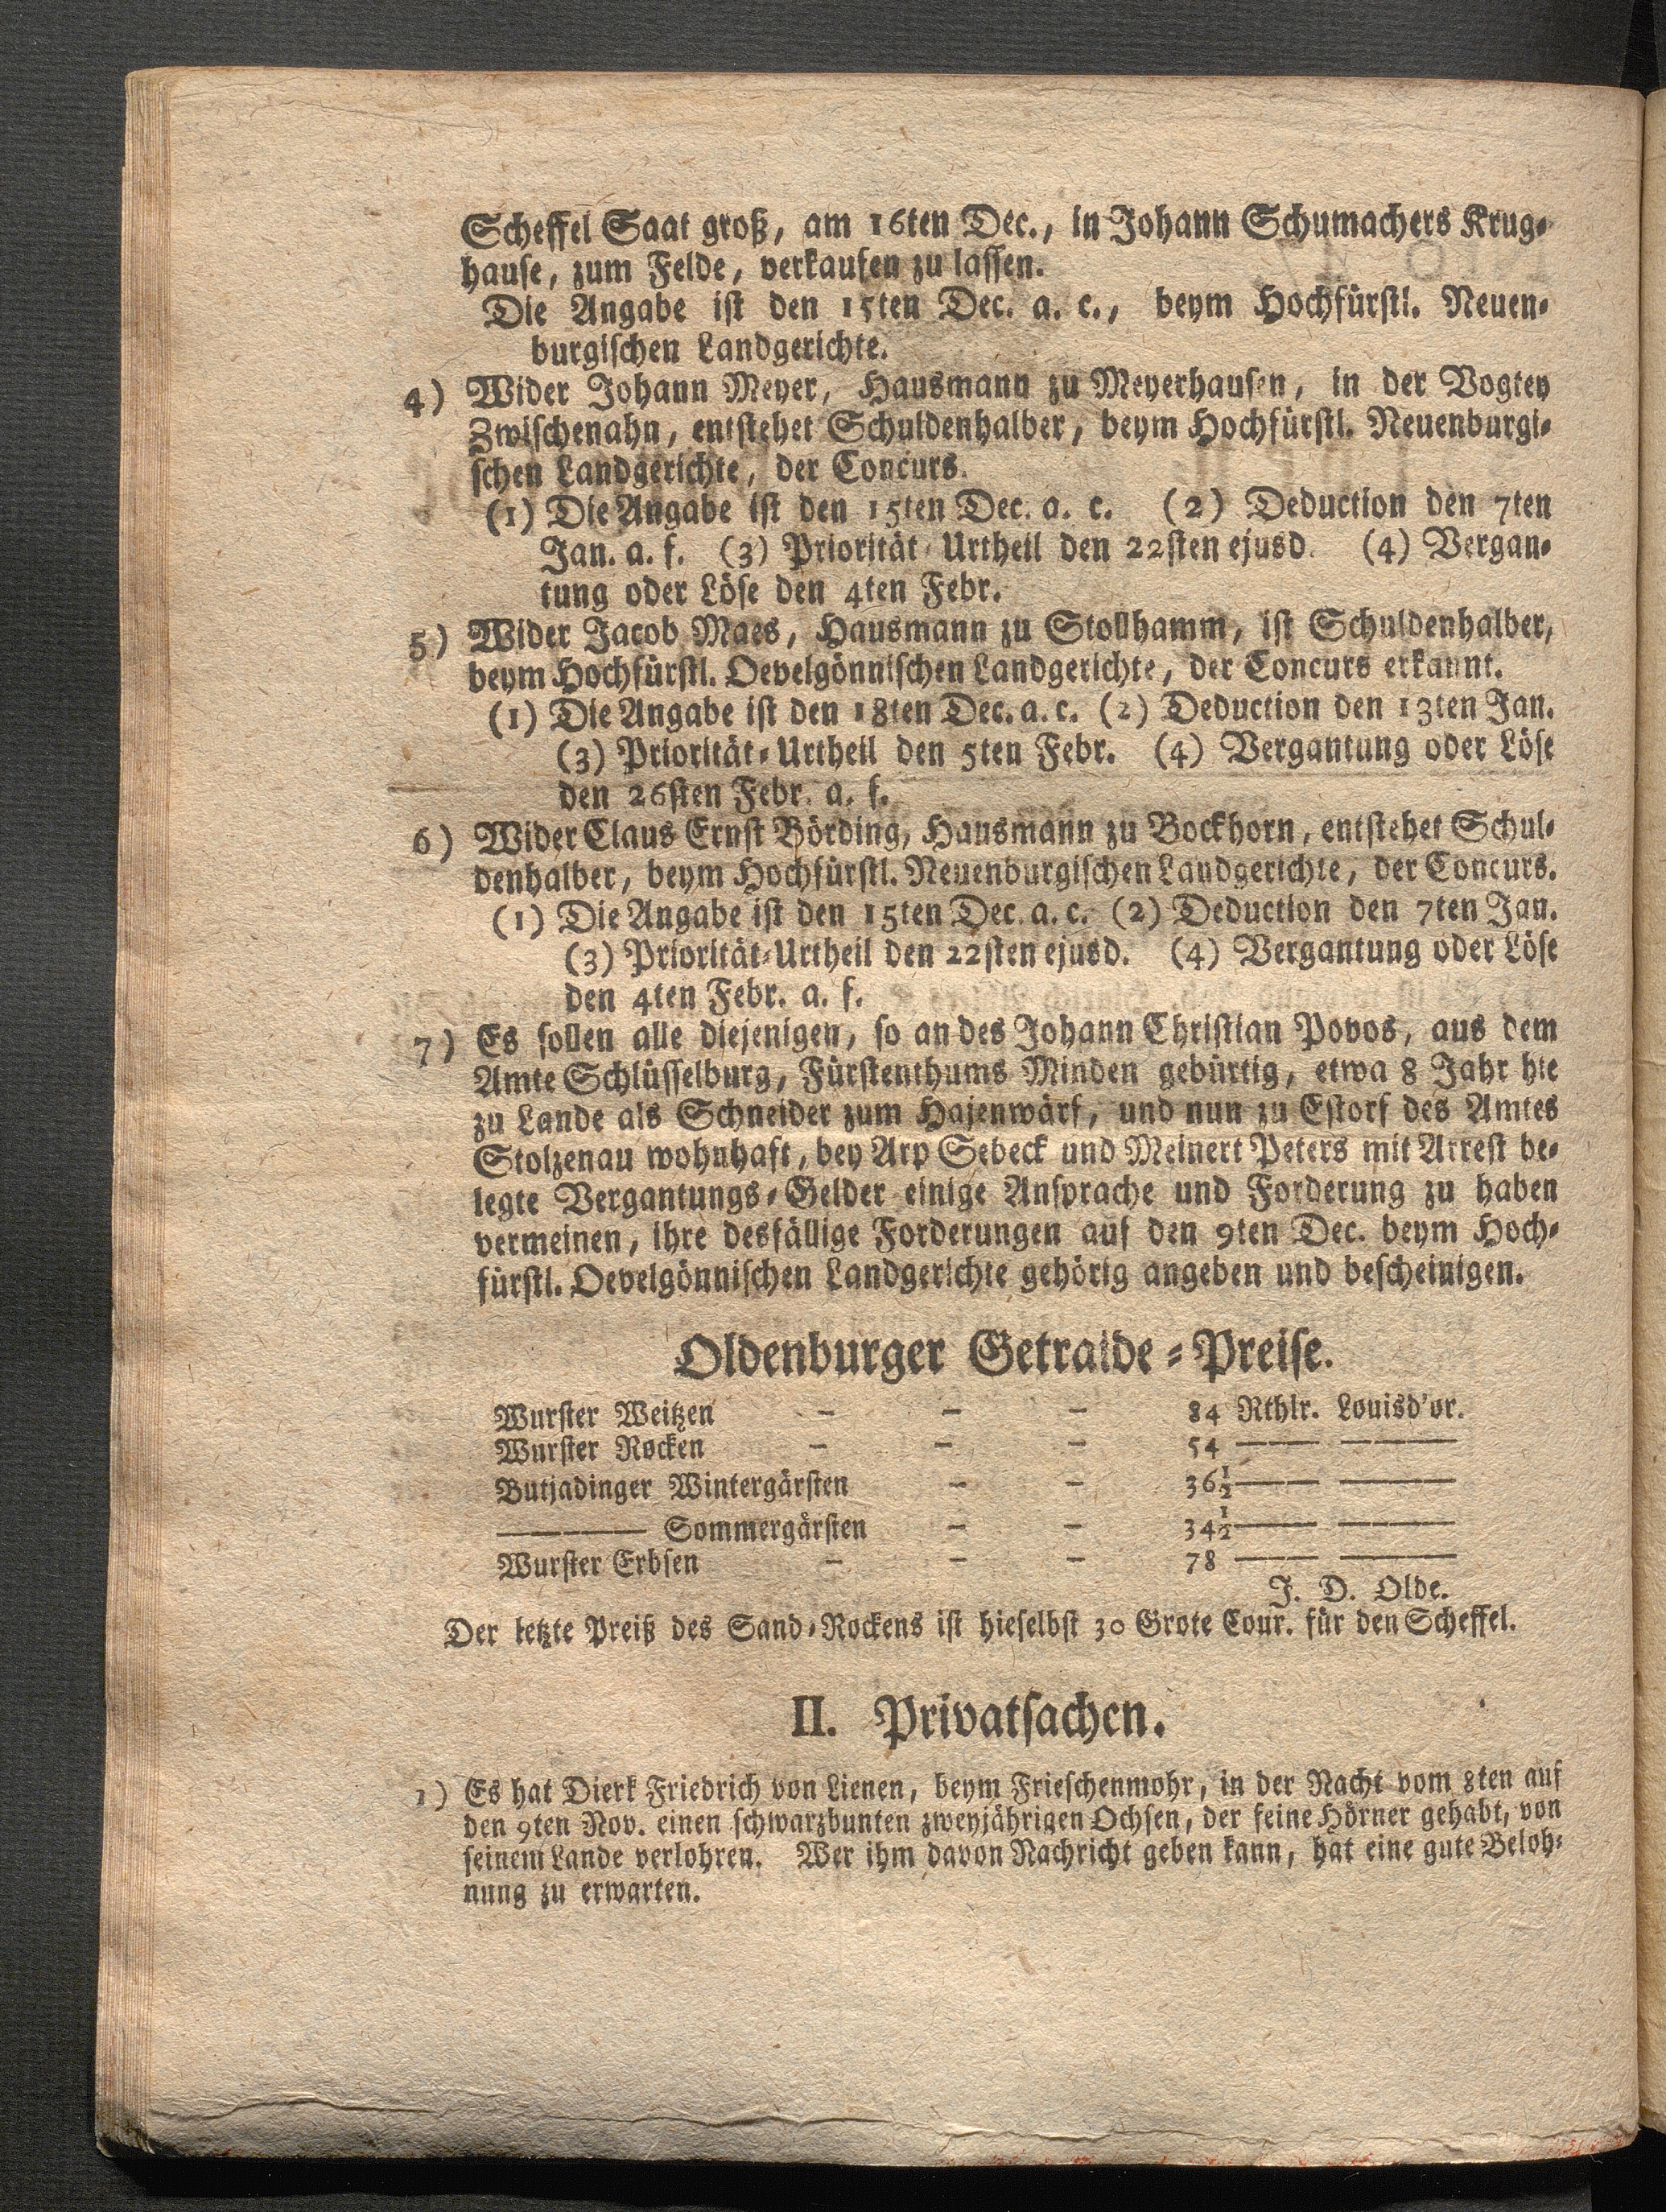 Scheffel Saat groß, am 16ten Dec., in Johann Schumachers Krug-
hause, zum Felde, verkaufen zu lassen.
Die Angabe ist den 15ten Dec. a. c., beym Hochfürstl. Neuen-
burgischen Landgerichte.
4) Wider Johann Meyer, Hausmann zu Meyerhausen, in der Vogtey
Zwischenahn, entstehet Schuldenhalber, beym Hochfürstl. Neuenburgi-
schen Landgerichte, der Concurs.
(1) Die Angabe ist den 15ten Dec. a. c. (2) Deduction den 7ten
Jan. a. f. (3) Priorität-Urtheil den 22sten ejusd. (4) Vergan-
tung oder Löse den 4ten Febr.
5) Wider Jacob Maes, Hausmann zu Stollhamm, ist Schuldenhalber,
beym Hochfürstl. Oevelgönnischen Landgerichte, der Concurs erkannt.
(1) Die Angabe ist den 18ten Dec. a. c. (2) Deduction den 13ten Jan.
(3) Priorität-Urtheil den 5ten Febr. (4) Vergantung oder Löse
den 26sten Febr. a. f.
6) Wider Claus Ernst Börding, Hausmann zu Bockhorn, entstehet Schul-
denhalber, beym Hochfürstl. Neuenburgischen Landgerichte, der Concurs.
(1) Die Angabe ist den 15ten Dec. a. c. (2) Deduction den 7ten Jan.
(3) Priorität-Urtheil den 22sten ejusd. (4) Vergantung oder Löse
den 4ten Febr. a. f.
7) Es sollen alle diejenigen, so an des Johann Christian Povos, aus dem
Amte Schlüsselburg, Fürstenthums Minden gebürtig, etwa 8 Jahr hie
zu Lande als Schneider zum Hajenwärf, und nun zu Estorf des Amtes
Stolzenau wohnhaft, bey Arp Sebeck und Meinert Peters mit Arrest be-
legte Vergantungs-Gelder einige Ansprache und Forderung zu haben
vermeinen, ihre desfällige Forderungen auf den 9ten Dec. beym Hoch-
fürstl. Oevelgönnischen Landgerichte gehörig angeben und bescheinigen.
Oldenburger Getraide-Preise.
Wurster Weitzen - - - 84 Rthlr. Louisd'or.
Wurster Rocken - - - 54 —— ——
Butjadinger Wintergärsten - - 36½ —— ——
———— Sommergärsten - - 34½ —— ——
Wurster Erbsen - - - 78 —— ——
J. D. Olde.
Der letzte Preiß des Sand-Rockens ist hieselbst 30 Grote Cour. für den Scheffel.
II. Privatsachen.
1) Es hat Dierk Friedrich von Lienen, beym Frieschenmohr, in der Nacht vom 8ten auf
den 9ten Nov. einen schwarzbunten zweyjährigen Ochsen, der feine Hörner gehabt, von
seinem Lande verlohren. Wer ihm davon Nachricht geben kann, hat eine gute Beloh-
nung zu erwarten.